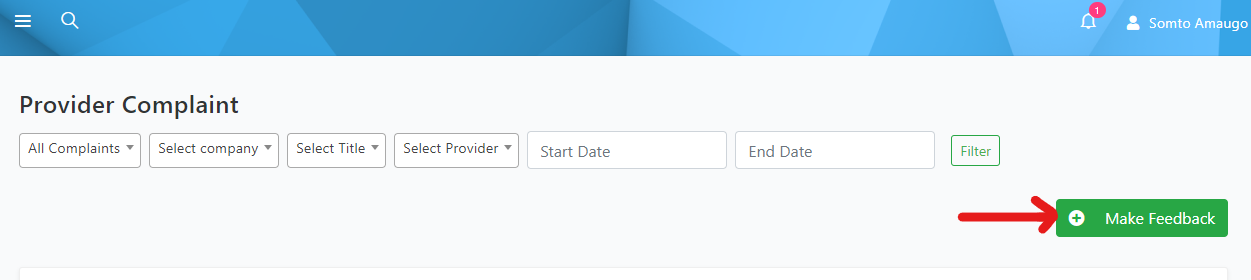 1
Somto Amaugo
Provider Complaint
All Complaints Select company Select Title Select Provider Start Date End Date Filter
Make Feedback